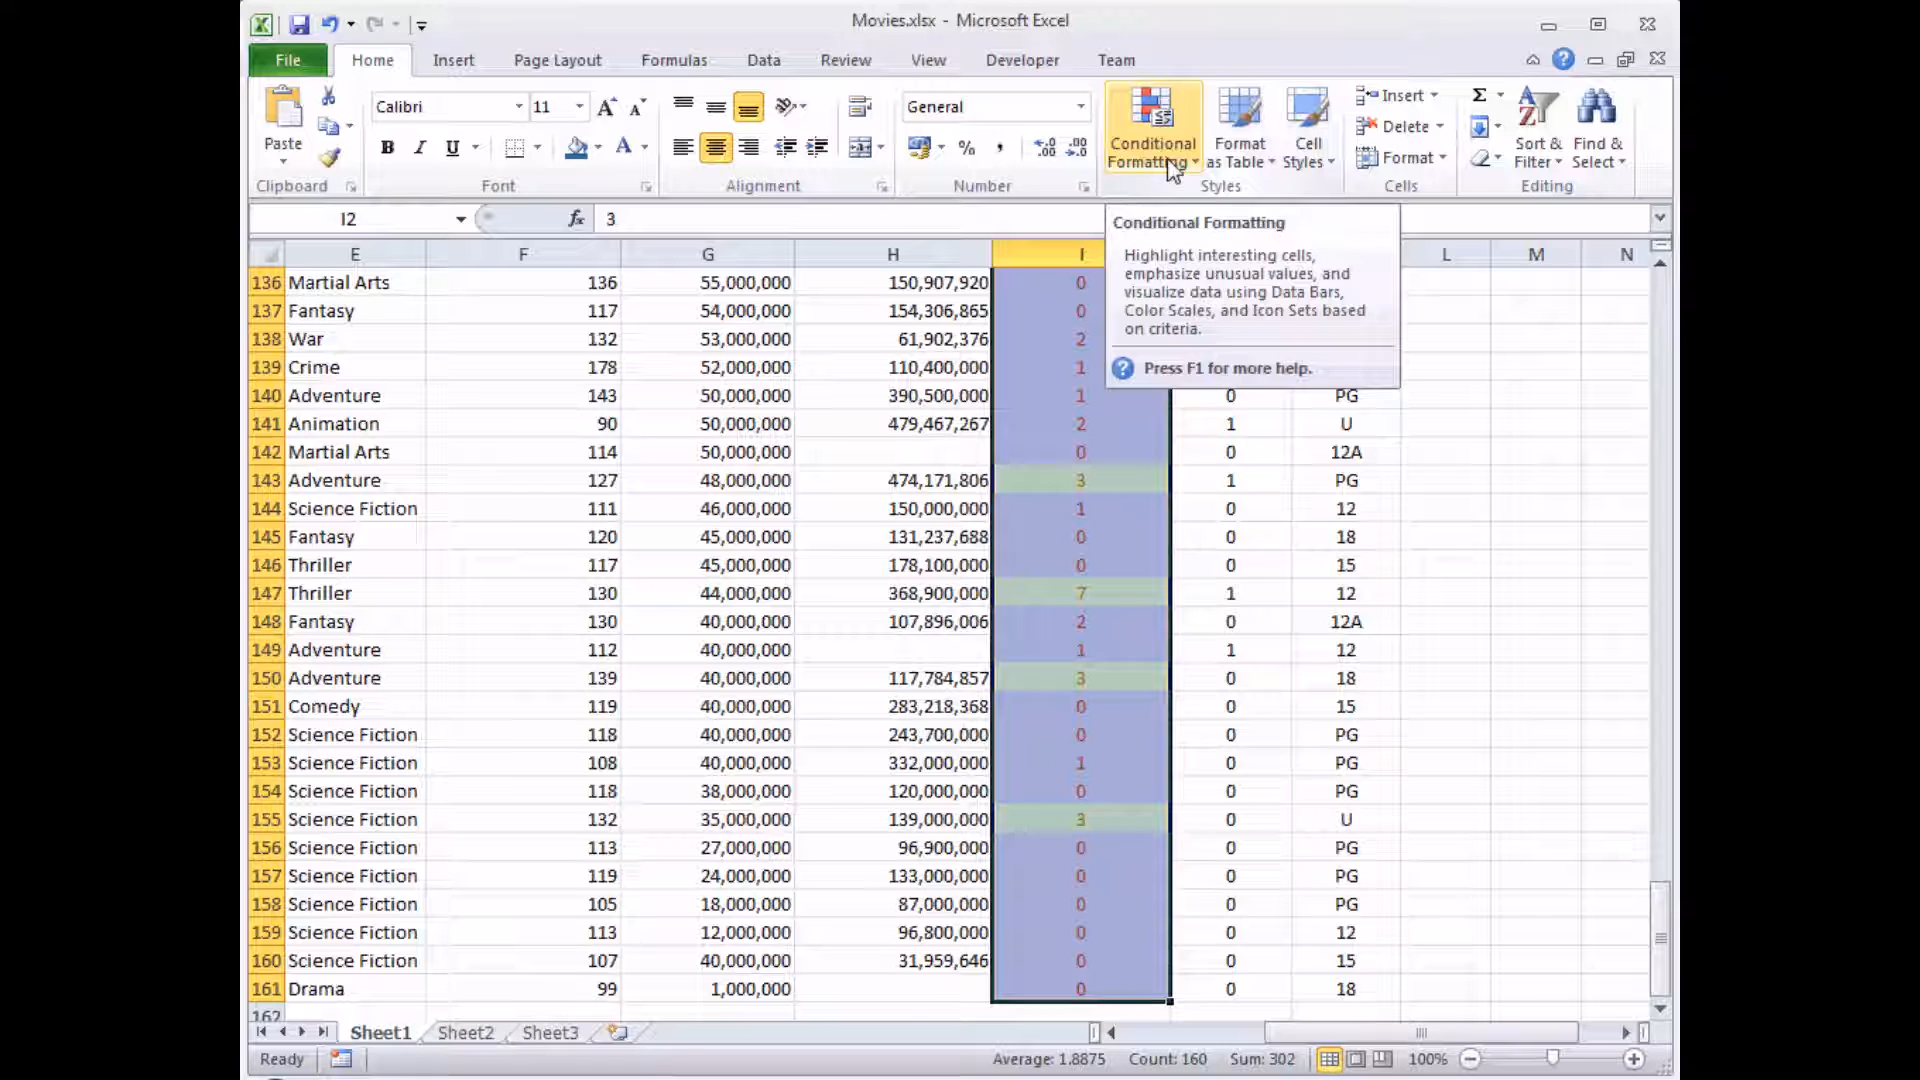 Movies.xlsx - Microsoft Excel
File Home Insert Page Layout Formulas Data Review View Developer Team
Paste
Calibri 11
B I U
General
% ,
Conditional Formatting
Format as Table
Cell Styles
Insert
Delete
Format
Σ
Sort & Filter
Find & Select
Clipboard Font Alignment Number Styles Cells Editing
I2 fx 3
Conditional Formatting
Highlight interesting cells,
emphasize unusual values, and
visualize data using Data Bars,
Color Scales, and Icon Sets based
on criteria.
Press F1 for more help.
E F G H I L M N
136 Martial Arts 136 55,000,000 150,907,920 0
137 Fantasy 117 54,000,000 154,306,865 0
138 War 132 53,000,000 61,902,376 2
139 Crime 178 52,000,000 110,400,000 1
140 Adventure 143 50,000,000 390,500,000 1 0 PG
141 Animation 90 50,000,000 479,467,267 2 1 U
142 Martial Arts 114 50,000,000 0 0 12A
143 Adventure 127 48,000,000 474,171,806 3 1 PG
144 Science Fiction 111 46,000,000 150,000,000 1 0 12
145 Fantasy 120 45,000,000 131,237,688 0 0 18
146 Thriller 117 45,000,000 178,100,000 0 0 15
147 Thriller 130 44,000,000 368,900,000 7 1 12
148 Fantasy 130 40,000,000 107,896,006 2 0 12A
149 Adventure 112 40,000,000 1 1 12
150 Adventure 139 40,000,000 117,784,857 3 0 18
151 Comedy 119 40,000,000 283,218,368 0 0 15
152 Science Fiction 118 40,000,000 243,700,000 0 0 PG
153 Science Fiction 108 40,000,000 332,000,000 1 0 PG
154 Science Fiction 118 38,000,000 120,000,000 0 0 PG
155 Science Fiction 132 35,000,000 139,000,000 3 0 U
156 Science Fiction 113 27,000,000 96,900,000 0 0 PG
157 Science Fiction 119 24,000,000 133,000,000 0 0 PG
158 Science Fiction 105 18,000,000 87,000,000 0 0 PG
159 Science Fiction 113 12,000,000 96,800,000 0 0 12
160 Science Fiction 107 40,000,000 31,959,646 0 0 15
161 Drama 99 1,000,000 0 0 18
162
Sheet1 Sheet2 Sheet3
Ready Average: 1.8875 Count: 160 Sum: 302 100%